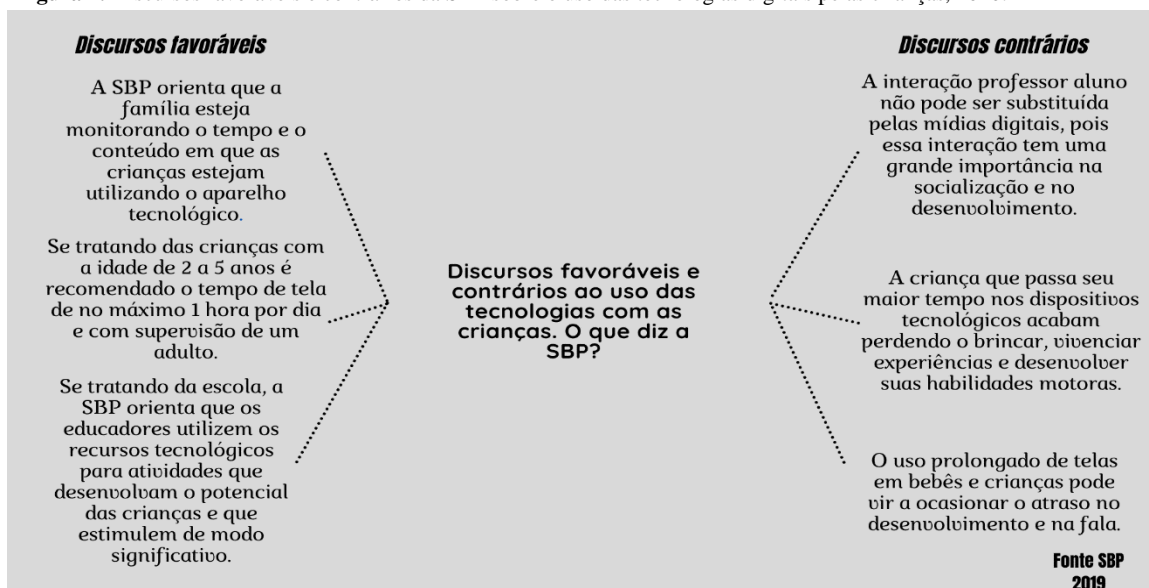 Discursos favoráveis
A SBP orienta que a
família esteja
monitorando o tempo e o
conteúdo em que as
crianças estejam
utilizando o aparelho
tecnológico.
Se tratando das crianças com
a idade de 2 a 5 anos é
recomendado o tempo de tela
de no máximo 1 hora por dia
e com supervisão de um
adulto.
Se tratando da escola, a
SBP orienta que os
educadores utilizem os
recursos tecnológicos
para atividades que
desenvolvam o potencial
das crianças e que
estimulem de modo
significativo.
Discursos favoráveis e
contrários ao uso das
tecnologias com as
crianças. O que diz a
SBP?
Discursos contrários
A interação professor aluno
não pode ser substituída
pelas mídias digitais, pois
essa interação tem uma
grande importância na
socialização e no
desenvolvimento.
A criança que passa seu
maior tempo nos dispositivos
tecnológicos acabam
perdendo o brincar, vivenciar
experiências e desenvolver
suas habilidades motoras.
O uso prolongado de telas
em bebês e crianças pode
vir a ocasionar o atraso no
desenvolvimento e na fala.
Fonte SBP
2019